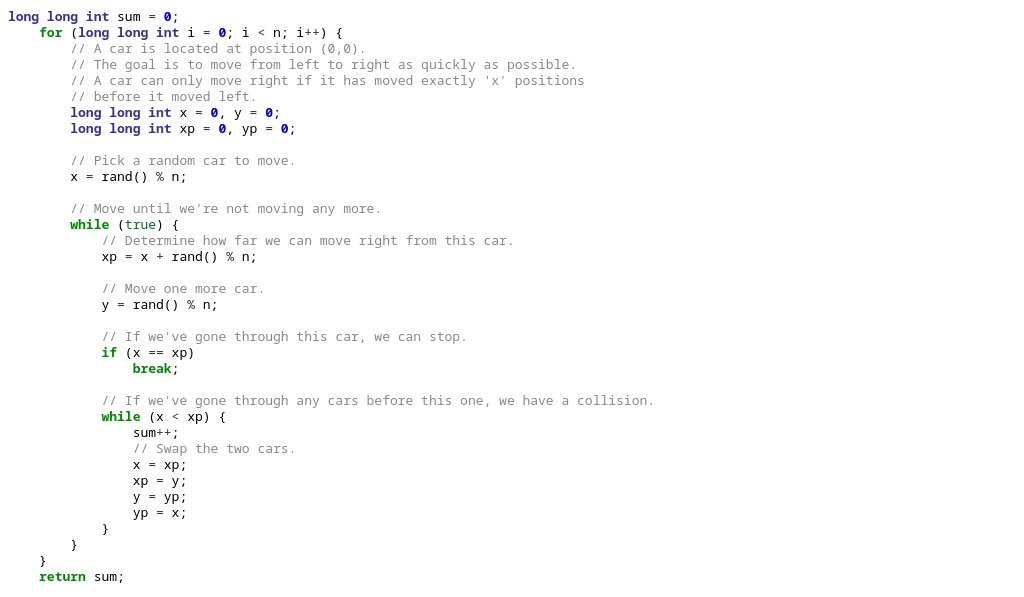 long long int sum = 0;
for (long long int i = 0; i < n; i++) {
// A car is located at position (0,0).
// The goal is to move from left to right as quickly as possible.
// A car can only move right if it has moved exactly 'x' positions
// before it moved left.
long long int x = 0, y = 0;
long long int xp = 0, yp = 0;
// Pick a random car to move.
x = rand() % n;
// Move until we're not moving any more.
while (true) {
// Determine how far we can move right from this car.
xp = x + rand() % n;
// Move one more car.
y = rand() % n;
// If we've gone through this car, we can stop.
if (x == xp)
break;
// If we've gone through any cars before this one, we have a collision.
while (x < xp) {
sum++;
// Swap the two cars.
x = xp;
xp = y;
y = yp;
yp = x;
}
}
}
return sum;